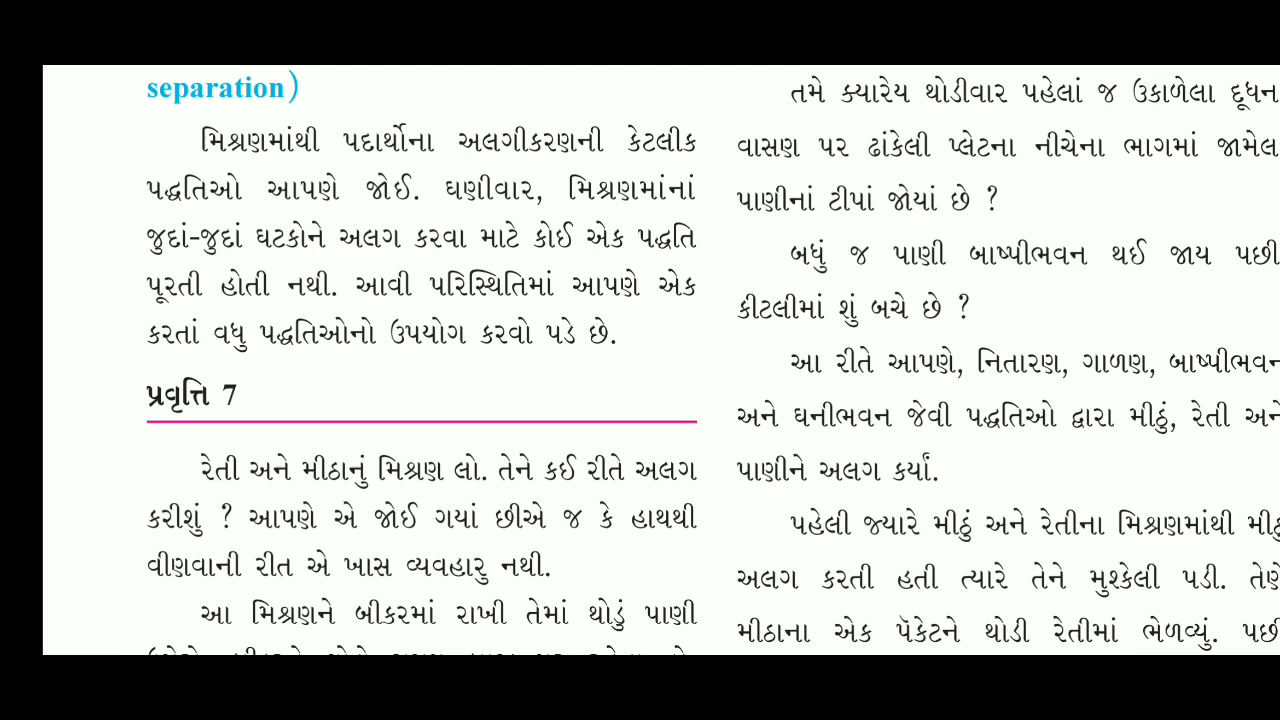 separation)
મિશ્રણમાંથી પદાર્થોના અલગીકરણની કેટલીક
પદ્ધતિઓ આપણે જોઈ. ઘણીવાર, મિશ્રણમાંનાં
જુદાં-જુદાં ઘટકોને અલગ કરવા માટે કોઈ એક પદ્ધતિ
પૂરતી હોતી નથી. આવી પરિસ્થિતિમાં આપણે એક
કરતાં વધુ પદ્ધતિઓનો ઉપયોગ કરવો પડે છે.
પ્રવૃત્તિ 7
રેતી અને મીઠાનું મિશ્રણ લો. તેને કઈ રીતે અલગ
કરીશું ? આપણે એ જોઈ ગયાં છીએ જ કે હાથથી
વીણવાની રીત એ ખાસ વ્યવહારુ નથી.
આ મિશ્રણને બીકરમાં રાખી તેમાં થોડું પાણી
તમે ક્યારેય થોડીવાર પહેલાં જ ઉકાળેલા દૂધન
વાસણ પર ઢાંકેલી પ્લેટના નીચેના ભાગમાં જામેલ
પાણીનાં ટીપાં જોયાં છે ?
બધું જ પાણી બાષ્પીભવન થઈ જાય પછી
કીટલીમાં શું બચે છે ?
આ રીતે આપણે, નિતારણ, ગાળણ, બાષ્પીભવન
અને ઘનીભવન જેવી પદ્ધતિઓ દ્વારા મીઠું, રેતી અને
પાણીને અલગ કર્યાં.
પહેલી જ્યારે મીઠું અને રેતીના મિશ્રણમાંથી મીઠું
અલગ કરતી હતી ત્યારે તેને મુશ્કેલી પડી. તેણે
મીઠાના એક પૅકેટને થોડી રેતીમાં ભેળવ્યું. પછી